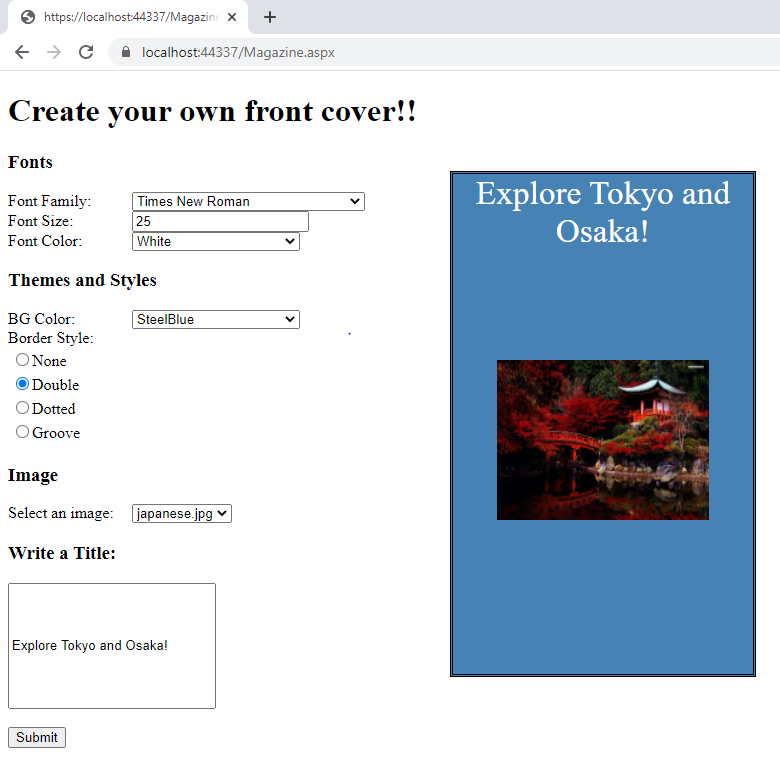 https://localhost:44337/Magazine
localhost:44337/Magazine.aspx
Create your own front cover!!
Fonts
Font Family: Times New Roman
Font Size: 25
Font Color: White
Themes and Styles
BG Color: SteelBlue
Border Style:
None
Double
Dotted
Groove
Image
Select an image: japanese.jpg
Write a Title:
Explore Tokyo and Osaka!
Submit
Explore Tokyo and
Osaka!